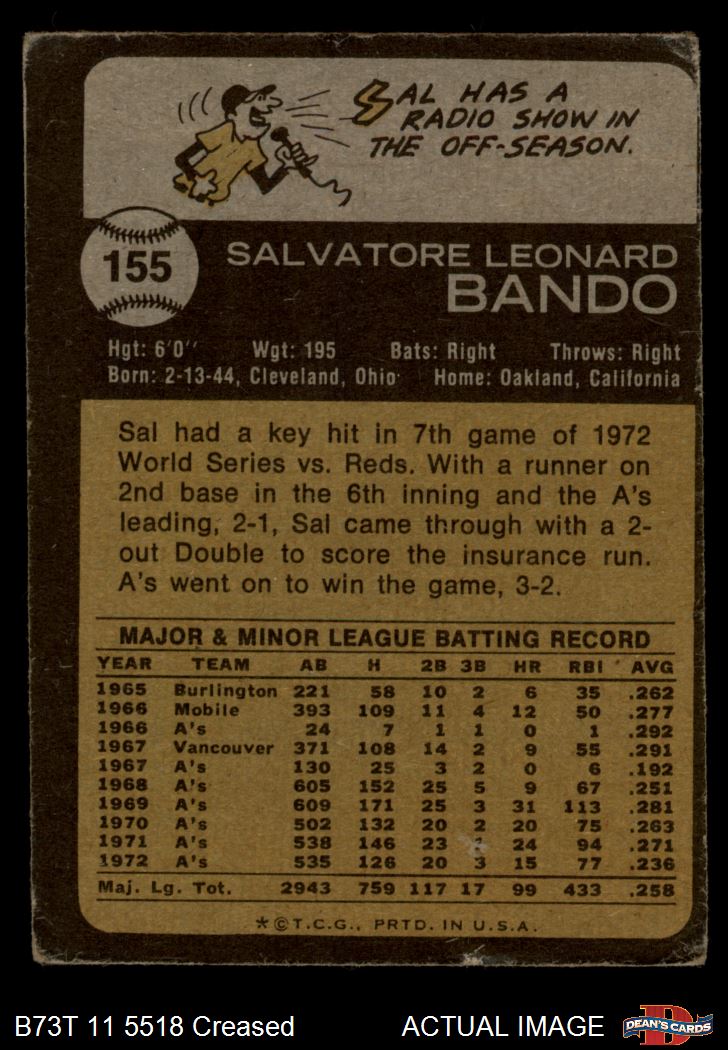 SAL HAS A
RADIO SHOW IN
THE OFF-SEASON.
155
SALVATORE LEONARD
BANDO
Hgt: 6'0" Wgt: 195 Bats: Right Throws: Right
Born: 2-13-44, Cleveland, Ohio Home: Oakland, California
Sal had a key hit in 7th game of 1972
World Series vs. Reds. With a runner on
2nd base in the 6th inning and the A's
leading, 2-1, Sal came through with a 2-
out Double to score the insurance run.
A's went on to win the game, 3-2.
MAJOR & MINOR LEAGUE BATTING RECORD
YEAR TEAM AB H 2B 3B HR RBI AVG
1965 Burlington 221 58 10 2 6 35 .262
1966 Mobile 393 109 11 4 12 50 .277
1966 A's 24 7 1 1 0 1 .292
1967 Vancouver 371 108 14 2 9 55 .291
1967 A's 130 25 3 2 0 6 .192
1968 A's 605 152 25 5 9 67 .251
1969 A's 609 171 25 3 31 113 .281
1970 A's 502 132 20 2 20 75 .263
1971 A's 538 146 23 24 94 .271
1972 A's 535 126 20 3 15 77 .236
Maj. Lg. Tot. 2943 759 117 17 99 433 .258
*©T.C.G., PRTD. IN U.S.A.
B73T 11 5518 Creased ACTUAL IMAGE
D
DEAN'S CARDS